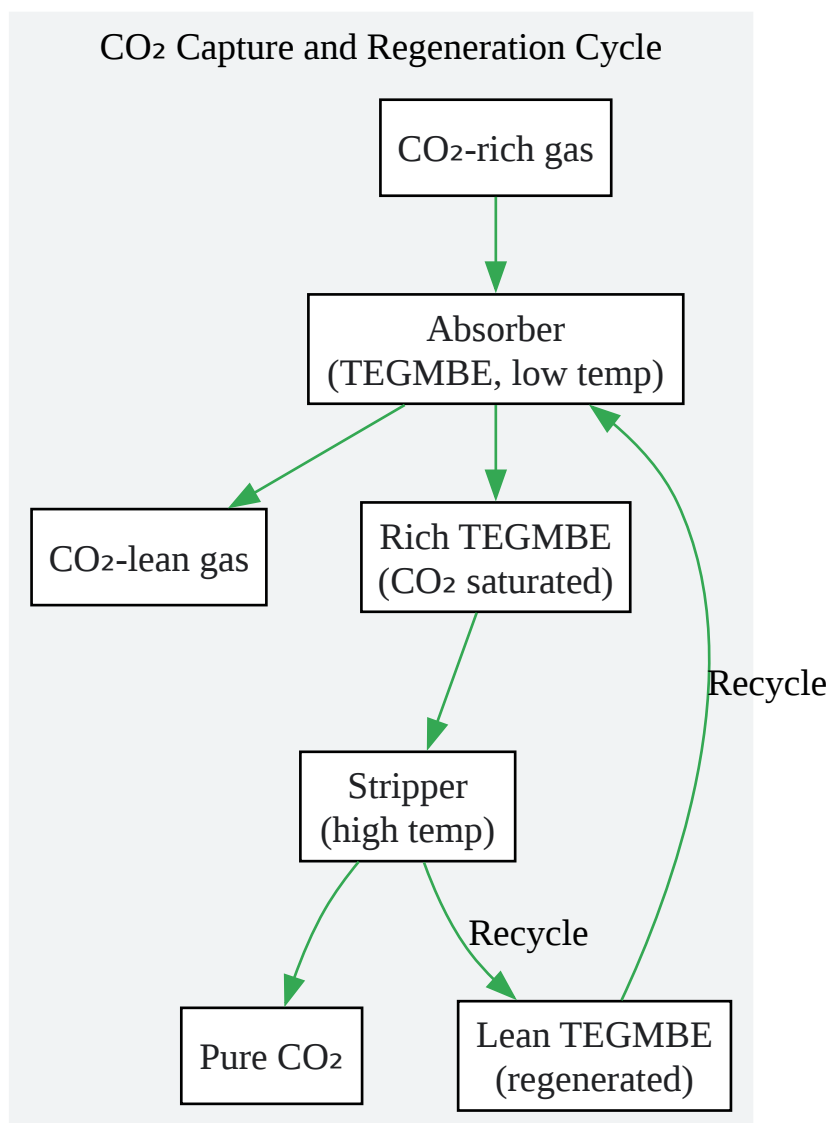 CO₂ Capture and Regeneration Cycle
CO₂-rich gas
Absorber
(TEGMBE, low temp)
CO₂-lean gas
Rich TEGMBE
(CO₂ saturated)
Recycle
Stripper
(high temp)
Recycle
Pure CO₂
Lean TEGMBE
(regenerated)